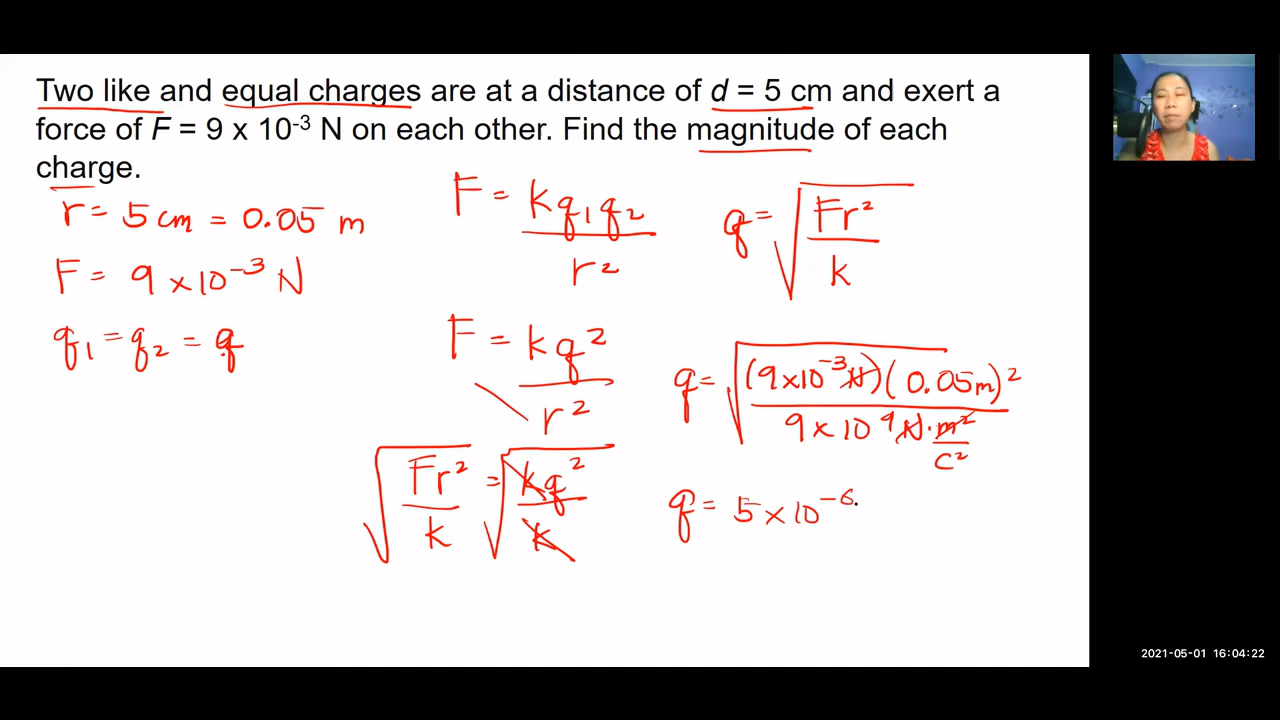 Two like and equal charges are at a distance of d = 5 cm and exert a
force of F = 9 x 10⁻³ N on each other. Find the magnitude of each
charge.
r = 5 cm = 0.05 m
F = 9 x 10⁻³ N
q₁ = q₂ = q
F = kq₁q₂ / r²
F = kq² / r²
√(Fr² / k) = √(kq² / k)
q = √(Fr² / k)
q = √((9x10⁻³ N)(0.05m)² / 9 x 10⁹ N·m²/C²)
q = 5 x 10⁻⁶
2021-05-01 16:04:22